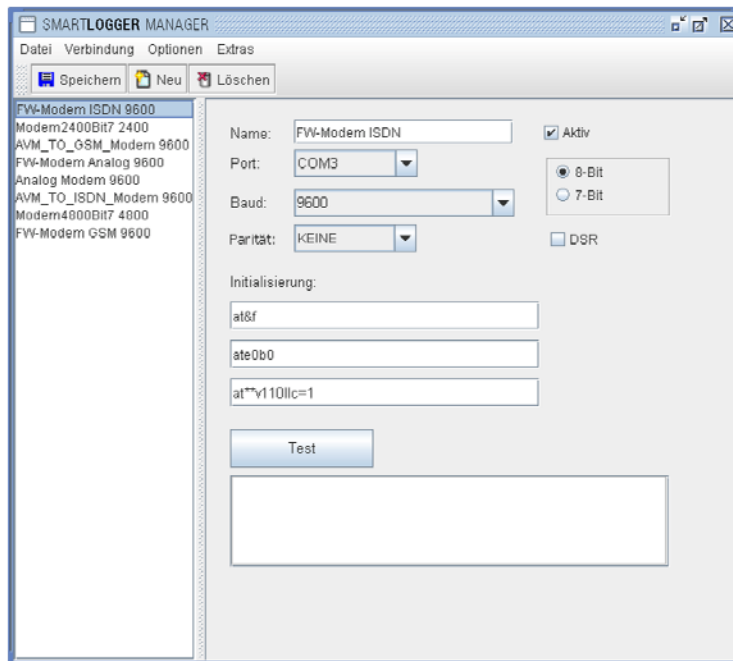 SMARTLOGGER MANAGER
Datei Verbindung Optionen Extras
Speichern Neu Löschen
FW-Modem ISDN 9600
Modem2400Bit7 2400
AVM_TO_GSM_Modem 9600
FW-Modem Analog 9600
Analog Modem 9600
AVM_TO_ISDN_Modem 9600
Modem4800Bit7 4800
FW-Modem GSM 9600
Name: FW-Modem ISDN Aktiv
Port: COM3 8-Bit
Baud: 9600 7-Bit
Parität: KEINE DSR
Initialisierung:
at&f
ate0b0
at**v110llc=1
Test